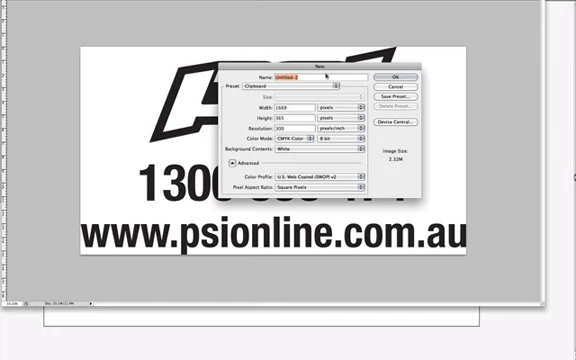 New
Name: Untitled-2
OK
Preset: Clipboard
Cancel
Size:
Save Preset...
Delete Preset...
Width: 1669 pixels
Height: 365 pixels
Device Central...
Resolution: 300 pixels/inch
Color Mode: CMYK Color 8 bit
Background Contents: White
Image Size:
2.32M
Advanced
Color Profile: U.S. Web Coated (SWOP) v2
Pixel Aspect Ratio: Square Pixels
1300
www.psionline.com.au